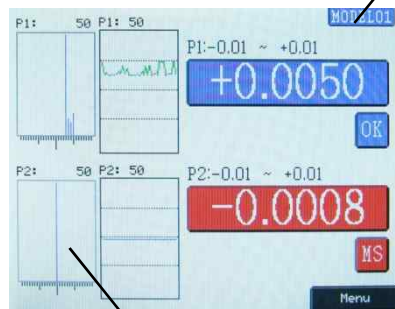 P1: 50 P1: 50 MODEL01
P1:-0.01 ~ +0.01
+0.0050
OK
P2: 50 P2: 50 P2:-0.01 ~ +0.01
-0.0008
MS
Menu